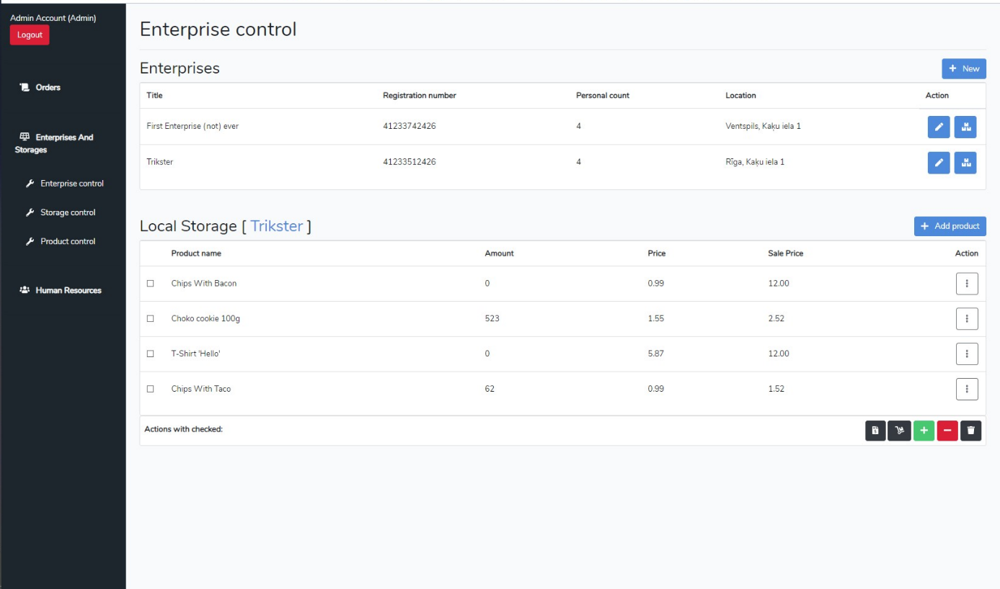 Admin Account (Admin)
Logout
Orders
Enterprises And
Storages
Enterprise control
Storage control
Product control
Human Resources
Enterprise control
Enterprises
+ New
Title Registration number Personal count Location Action
First Enterprise (not) ever 41233742426 4 Ventspils, Kaķu iela 1
Trikster 41233512426 4 Rīga, Kaķu iela 1
Local Storage [ Trikster ]
+ Add product
Product name Amount Price Sale Price Action
Chips With Bacon 0 0.99 12.00
Choko cookie 100g 523 1.55 2.52
T-Shirt 'Hello' 0 5.87 12.00
Chips With Taco 62 0.99 1.52
Actions with checked: